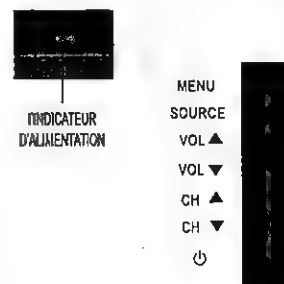 L'INDICATEUR
D'ALIMENTATION
MENU
SOURCE
VOL▲
VOL▼
CH ▲
CH ▼
⏻